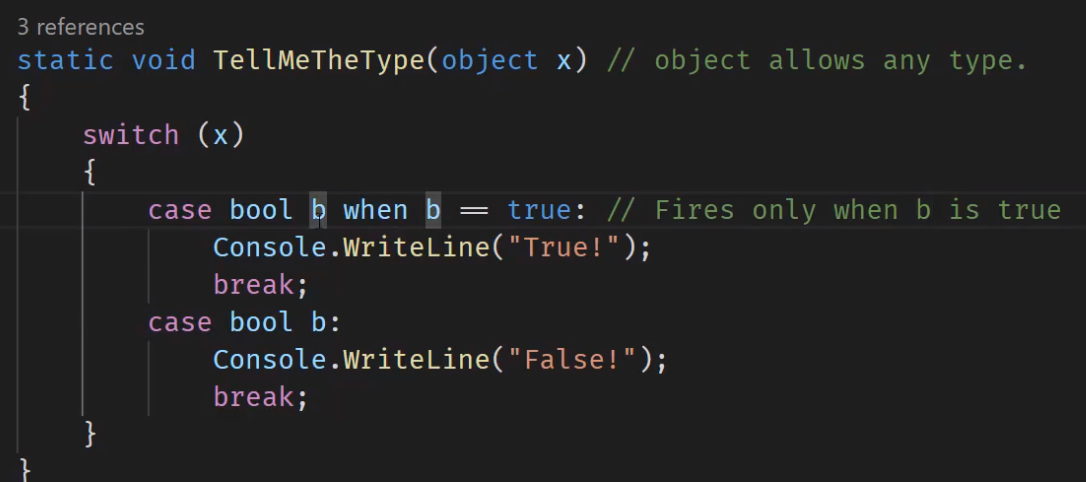 3 references
static void TellMeTheType(object x) // object allows any type.
{
switch (x)
{
case bool b when b == true: // Fires only when b is true
Console.WriteLine("True!");
break;
case bool b:
Console.WriteLine("False!");
break;
}
}